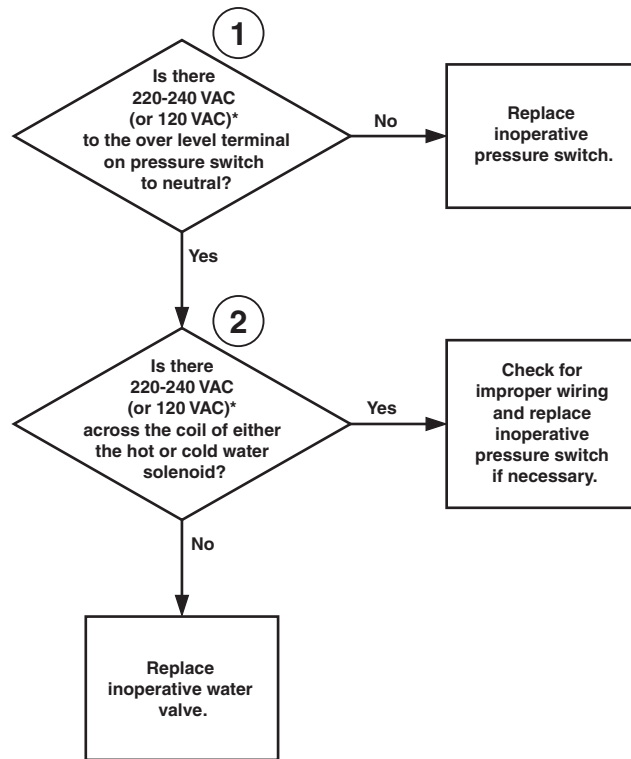 1
Is there
220-240 VAC
(or 120 VAC)*
to the over level terminal
on pressure switch
to neutral?
No
Replace
inoperative
pressure switch.
Yes
2
Is there
220-240 VAC
(or 120 VAC)*
across the coil of either
the hot or cold water
solenoid?
Yes
Check for
improper wiring
and replace
inoperative
pressure switch
if necessary.
No
Replace
inoperative water
valve.